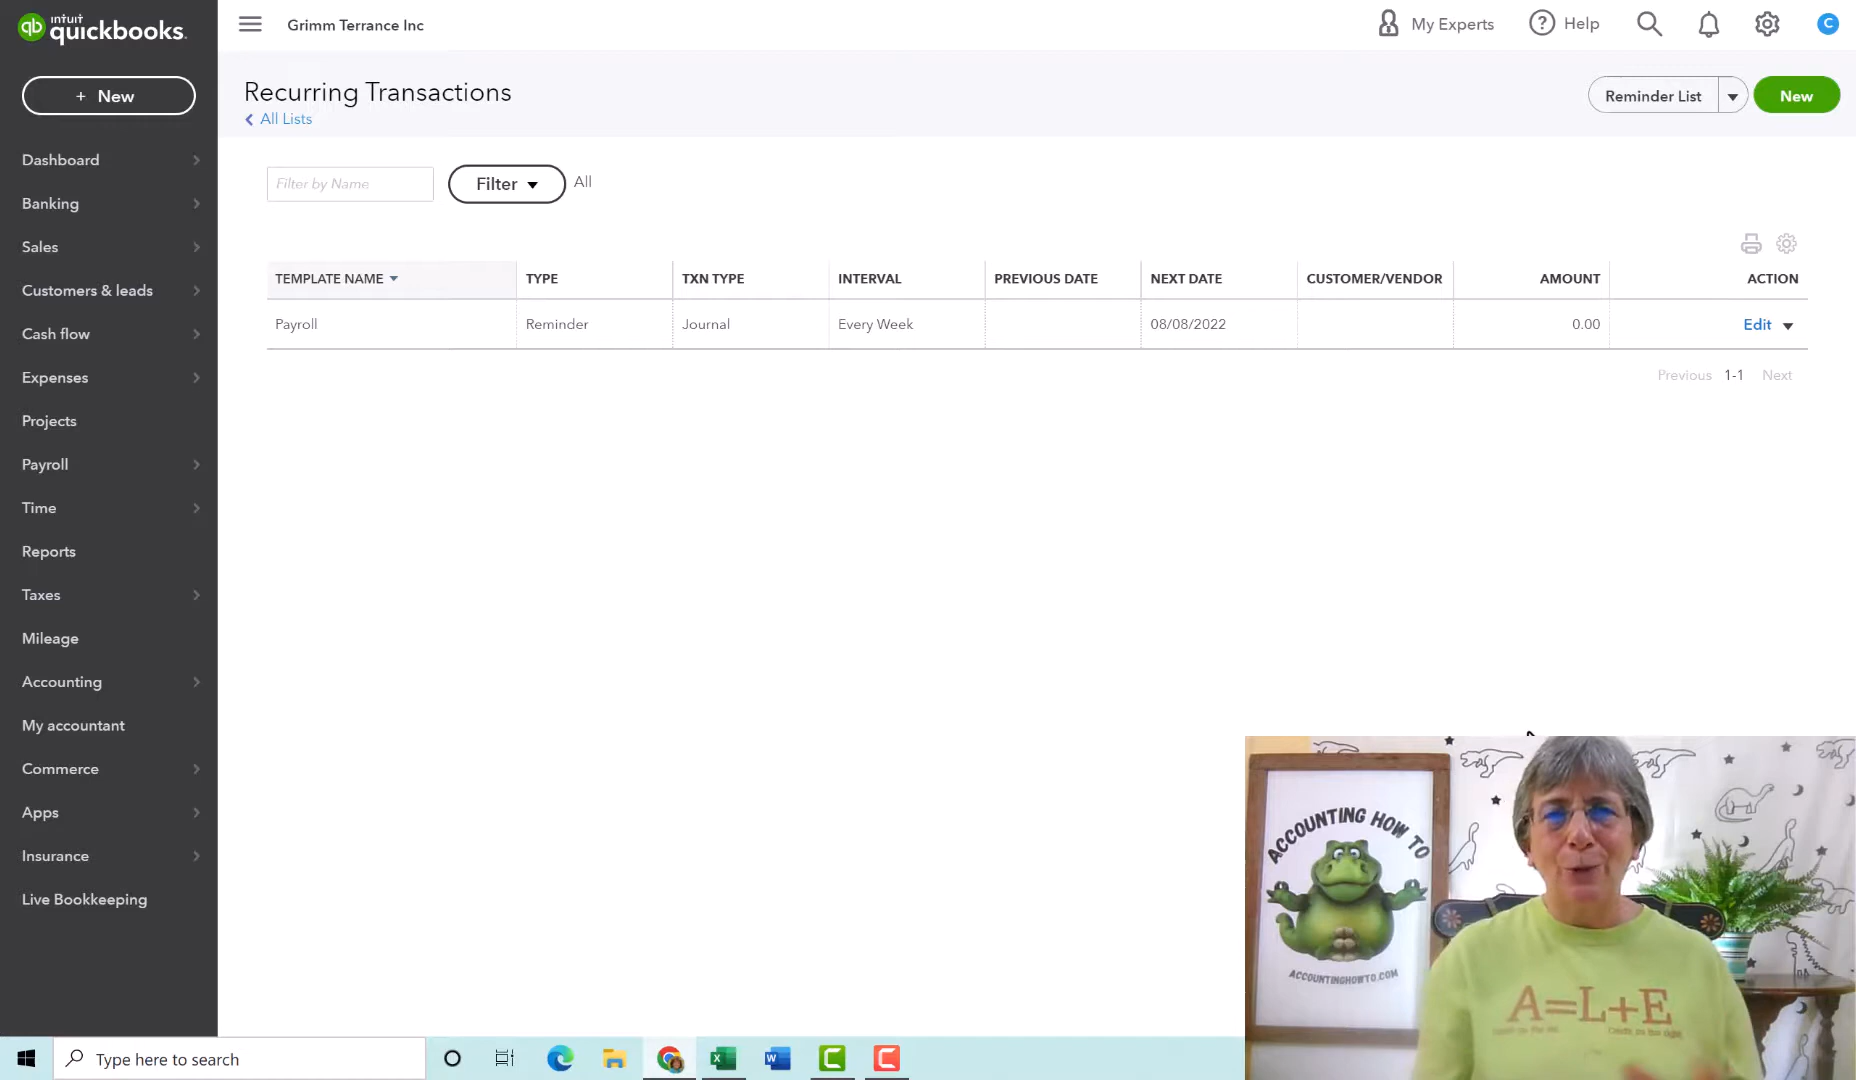 intuit
quickbooks.
Grimm Terrance Inc
My Experts
Help
C
+ New
Recurring Transactions
All Lists
Reminder List
New
Dashboard
Banking
Sales
Customers & leads
Cash flow
Expenses
Projects
Payroll
Time
Reports
Taxes
Mileage
Accounting
My accountant
Commerce
Apps
Insurance
Live Bookkeeping
Filter by Name
Filter
All
TEMPLATE NAME TYPE TXN TYPE INTERVAL PREVIOUS DATE NEXT DATE CUSTOMER/VENDOR AMOUNT ACTION
Payroll Reminder Journal Every Week 08/08/2022 0.00 Edit
Previous 1-1 Next
ACCOUNTING HOW TO
ACCOUNTINGHOWTO.COM
A=L+E
Type here to search